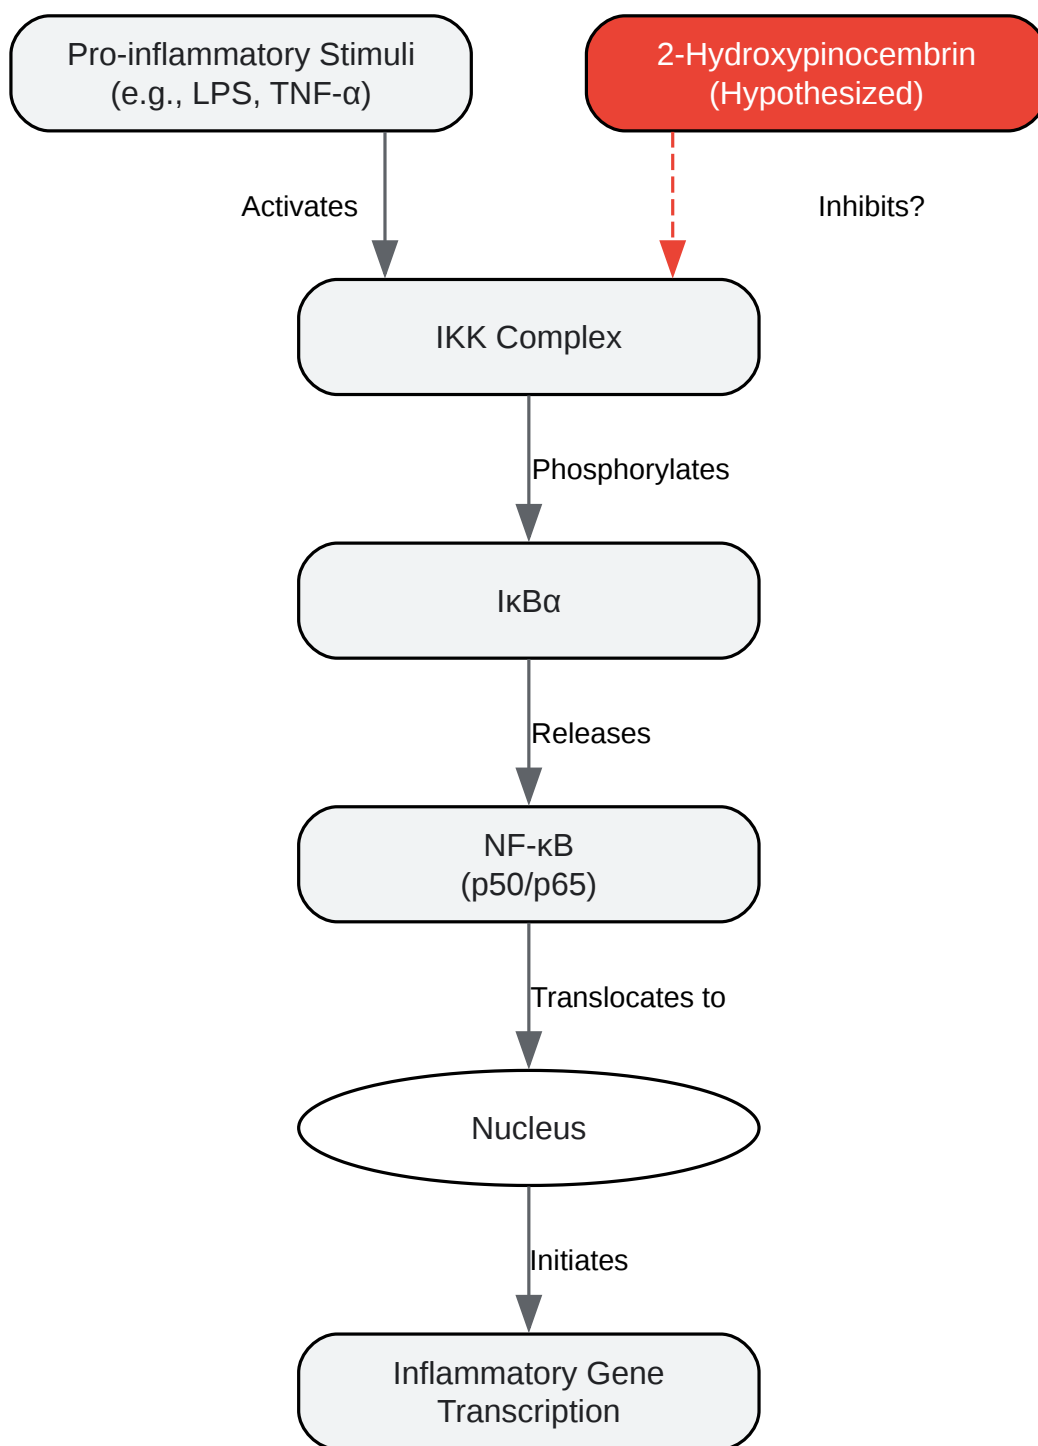 Pro-inflammatory Stimuli
(e.g., LPS, TNF-α)
2-Hydroxypinocembrin
(Hypothesized)
Activates
Inhibits?
IKK Complex
Phosphorylates
IκBα
Releases
NF-κB
(p50/p65)
Translocates to
Nucleus
Initiates
Inflammatory Gene
Transcription